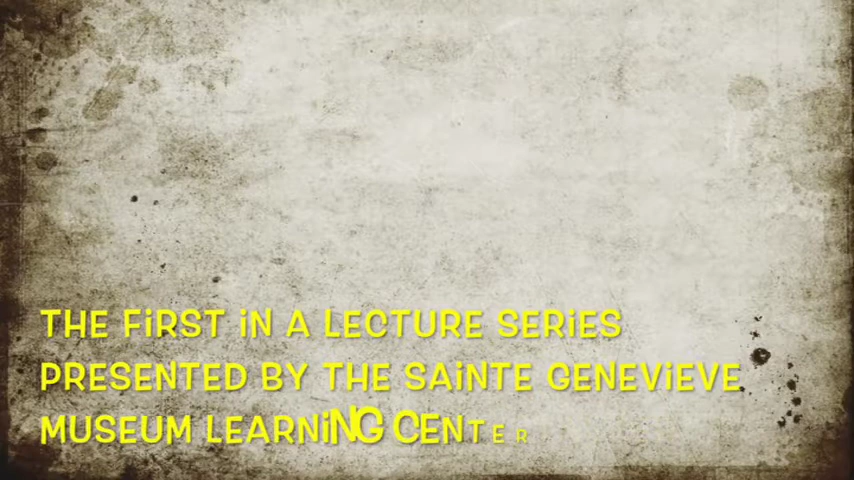 THE FiRST iN A LECTURE SERiES
PRESENTED BY THE SAiNTE GENEViEVE
MUSEUM LEARNiNG CENTER